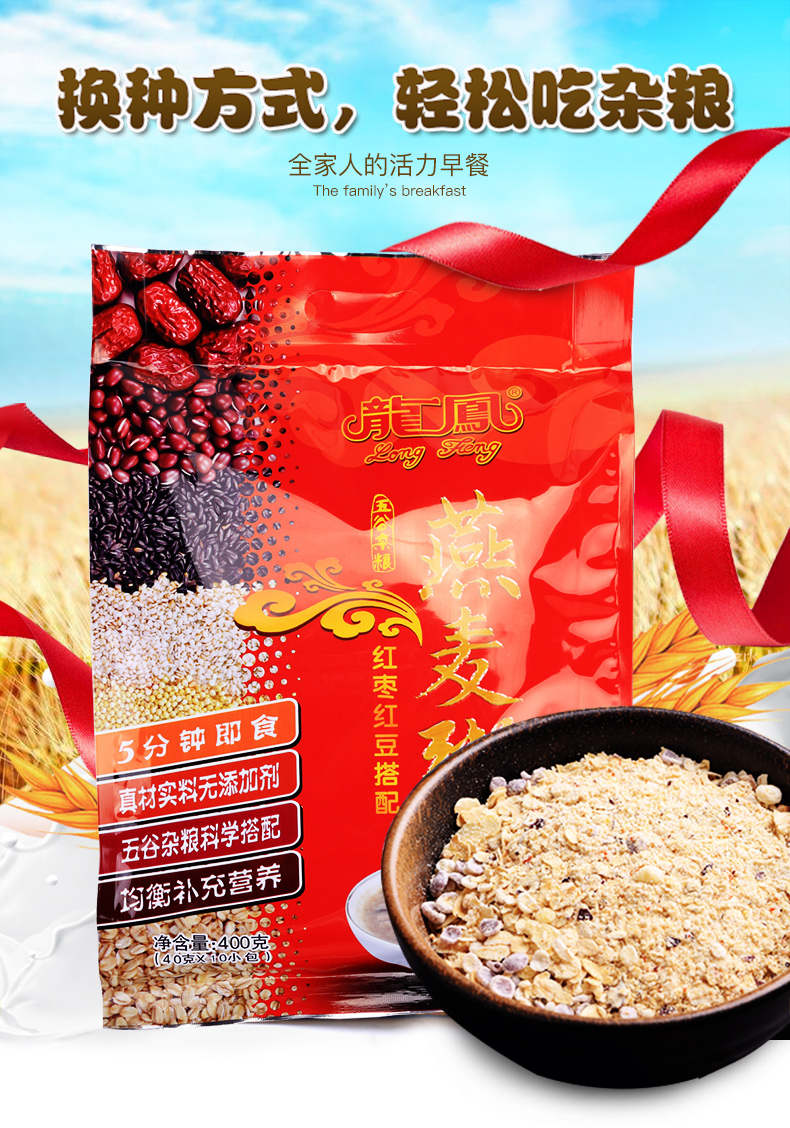 换种方式，轻松吃杂粮
全家人的活力早餐
The family's breakfast
龍鳳®
Long Feng
五谷杂粮
燕麦粥
红枣红豆搭配
5分钟即食
真材实料无添加剂
五谷杂粮科学搭配
均衡补充营养
净含量:400克
(40克×10小包)